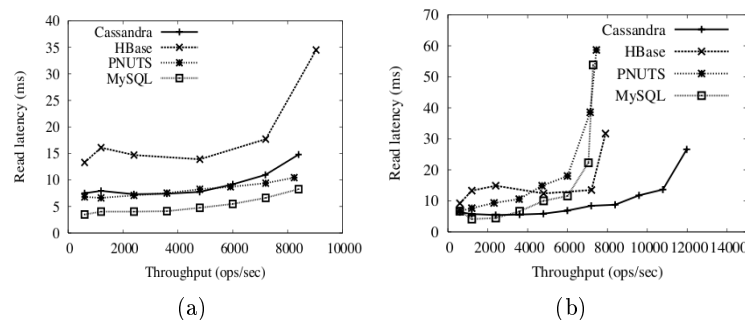 Cassandra
HBase
PNUTS
MySQL
40
35
30
25
20
15
10
5
0
Read latency (ms)
0 2000 4000 6000 8000 10000
Throughput (ops/sec)
(a)
Cassandra
HBase
PNUTS
MySQL
70
60
50
40
30
20
10
0
Read latency (ms)
0 2000 4000 6000 8000 10000 12000 14000
Throughput (ops/sec)
(b)